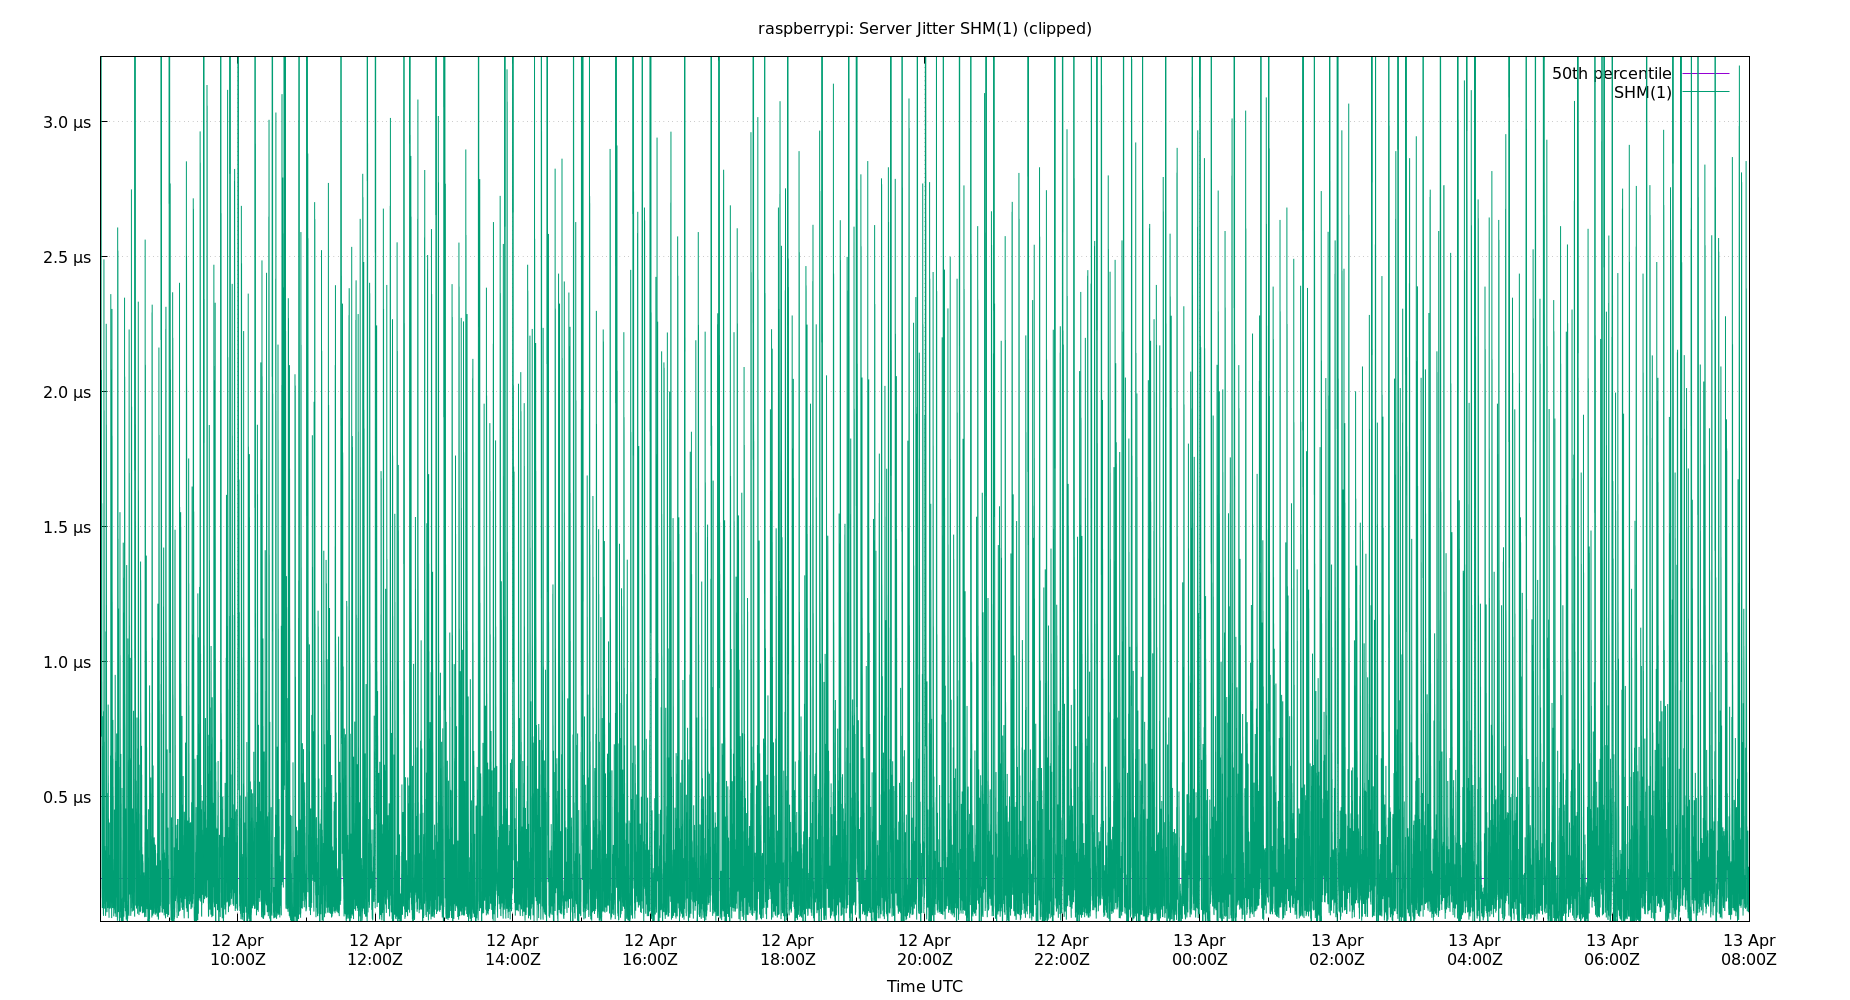 raspberrypi: Server Jitter SHM(1) (clipped)
50th percentile
SHM(1)
3.0 μs
2.5 μs
2.0 μs
1.5 μs
1.0 μs
0.5 μs
12 Apr 12 Apr 12 Apr 12 Apr 12 Apr 12 Apr 12 Apr 13 Apr 13 Apr 13 Apr 13 Apr 13 Apr
10:00Z 12:00Z 14:00Z 16:00Z 18:00Z 20:00Z 22:00Z 00:00Z 02:00Z 04:00Z 06:00Z 08:00Z
Time UTC